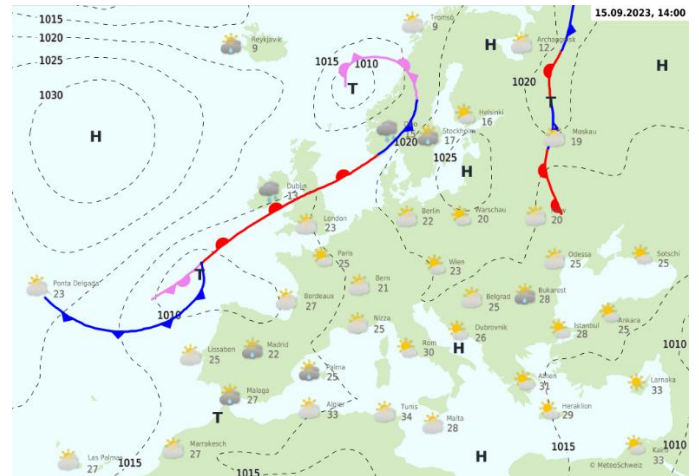 15.09.2023, 14:00
1015
1020
1025
1030
H
Reykjavik
9
1015
1010
T
Tromsö
9
H
Archangelsk
12
1020
H
T
Oslo
1020
Stockholm
17
1025
H
Helsinki
16
Moskau
19
Dublin
13
London
23
Berlin
22
Warschau
20
20
Paris
25
Wien
23
Odessa
25
Sotschi
25
Ponta Delgada
23
T
1010
Bordeaux
27
Bern
21
Belgrad
25
Bukarest
28
Nizza
25
Dubrovnik
26
Istanbul
28
Ankara
25
1010
Lissabon
25
Madrid
22
Palma
25
Rom
30
H
Athen
31
Larnaka
33
Malaga
27
T
Algier
33
Tunis
34
Malta
28
Heraklion
29
Marrakesch
27
Las Palmas
27
1015
1015
H
1015
Kairo
33
1010
© MeteoSchweiz